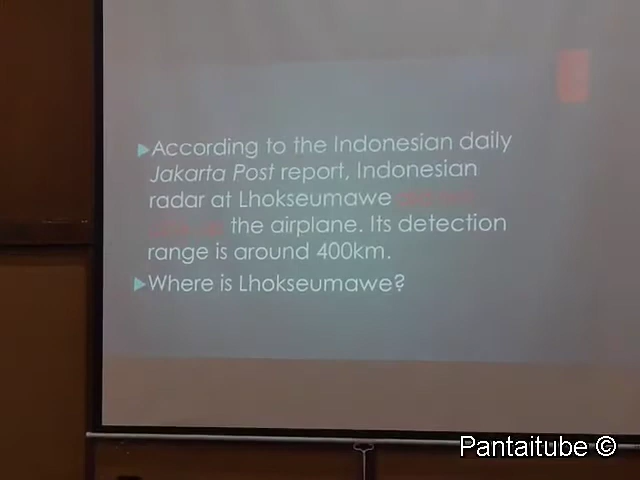 According to the Indonesian daily
Jakarta Post report, Indonesian
radar at Lhokseumawe
the airplane. Its detection
range is around 400km.
Where is Lhokseumawe?
Pantaitube ©